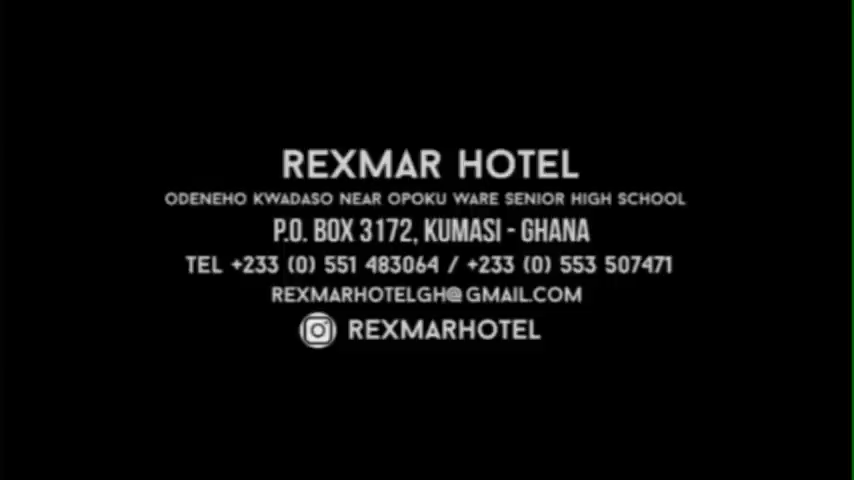 REXMAR HOTEL
ODENEHO KWADASO NEAR OPOKU WARE SENIOR HIGH SCHOOL
P.O. BOX 3172, KUMASI - GHANA
TEL +233 (0) 551 483064 / +233 (0) 553 507471
REXMARHOTELGH@GMAIL.COM
REXMARHOTEL